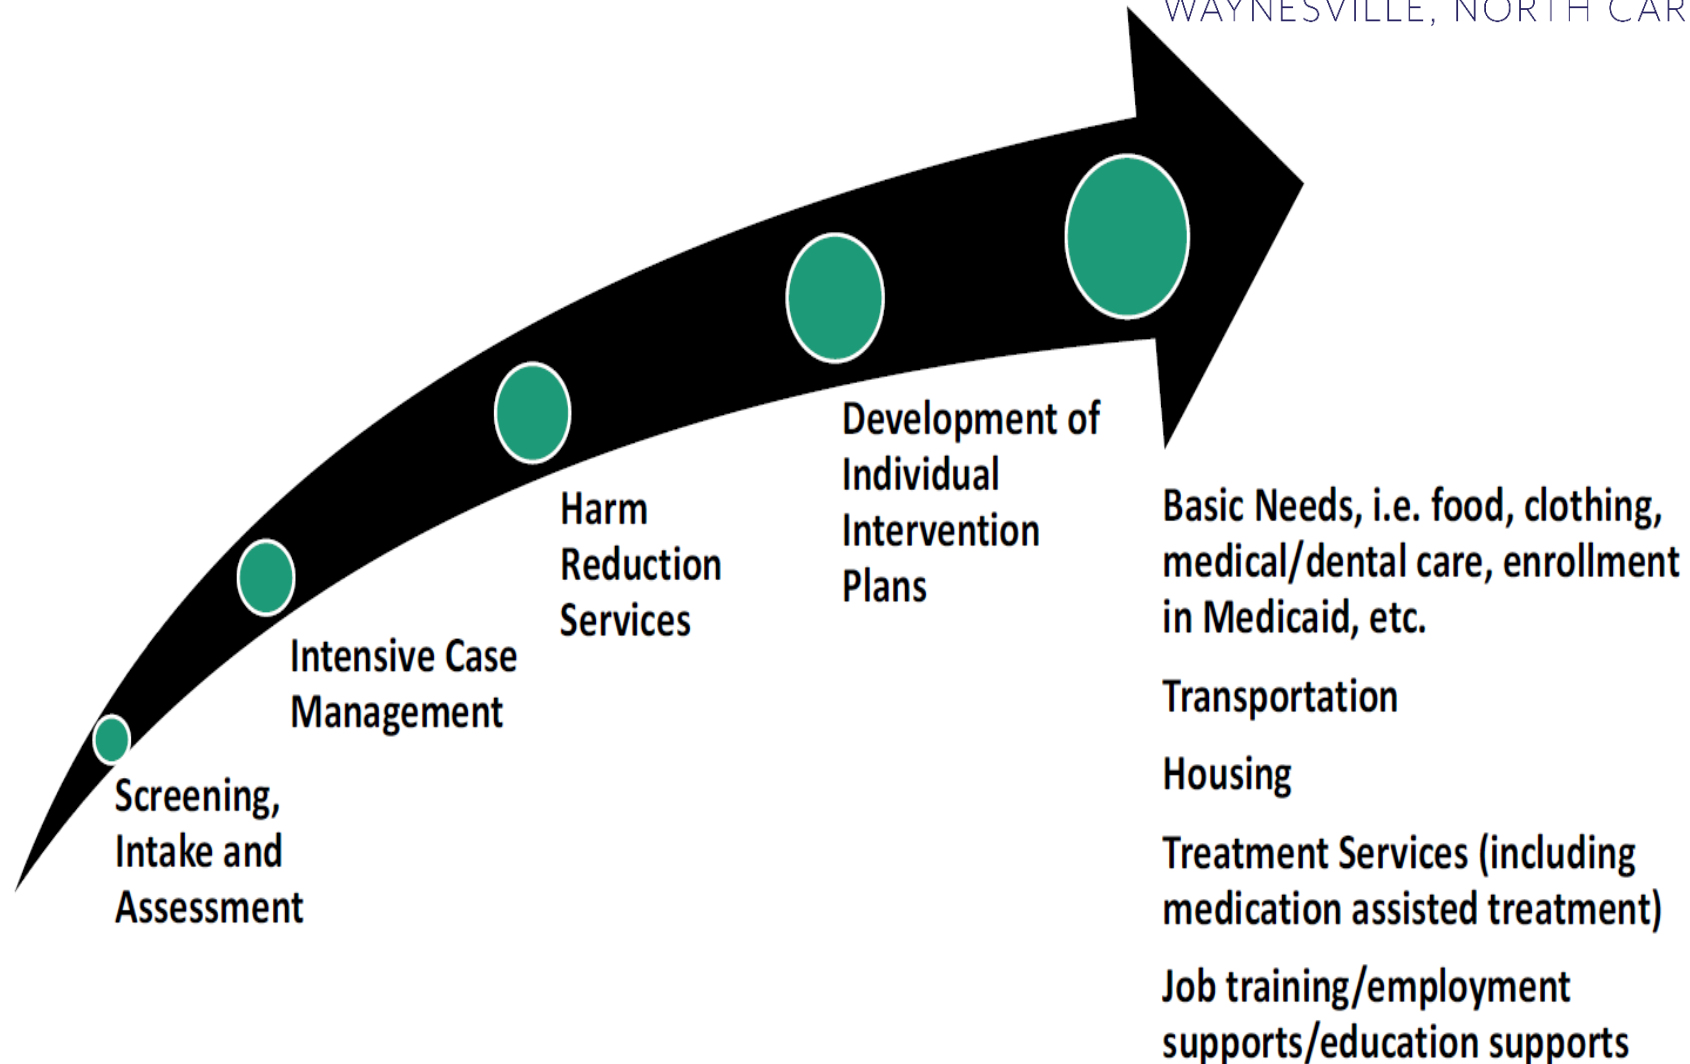 WAYNESVILLE, NORTH CAR
Screening,
Intake and
Assessment
Intensive Case
Management
Harm
Reduction
Services
Development of
Individual
Intervention
Plans
Basic Needs, i.e. food, clothing,
medical/dental care, enrollment
in Medicaid, etc.
Transportation
Housing
Treatment Services (including
medication assisted treatment)
Job training/employment
supports/education supports